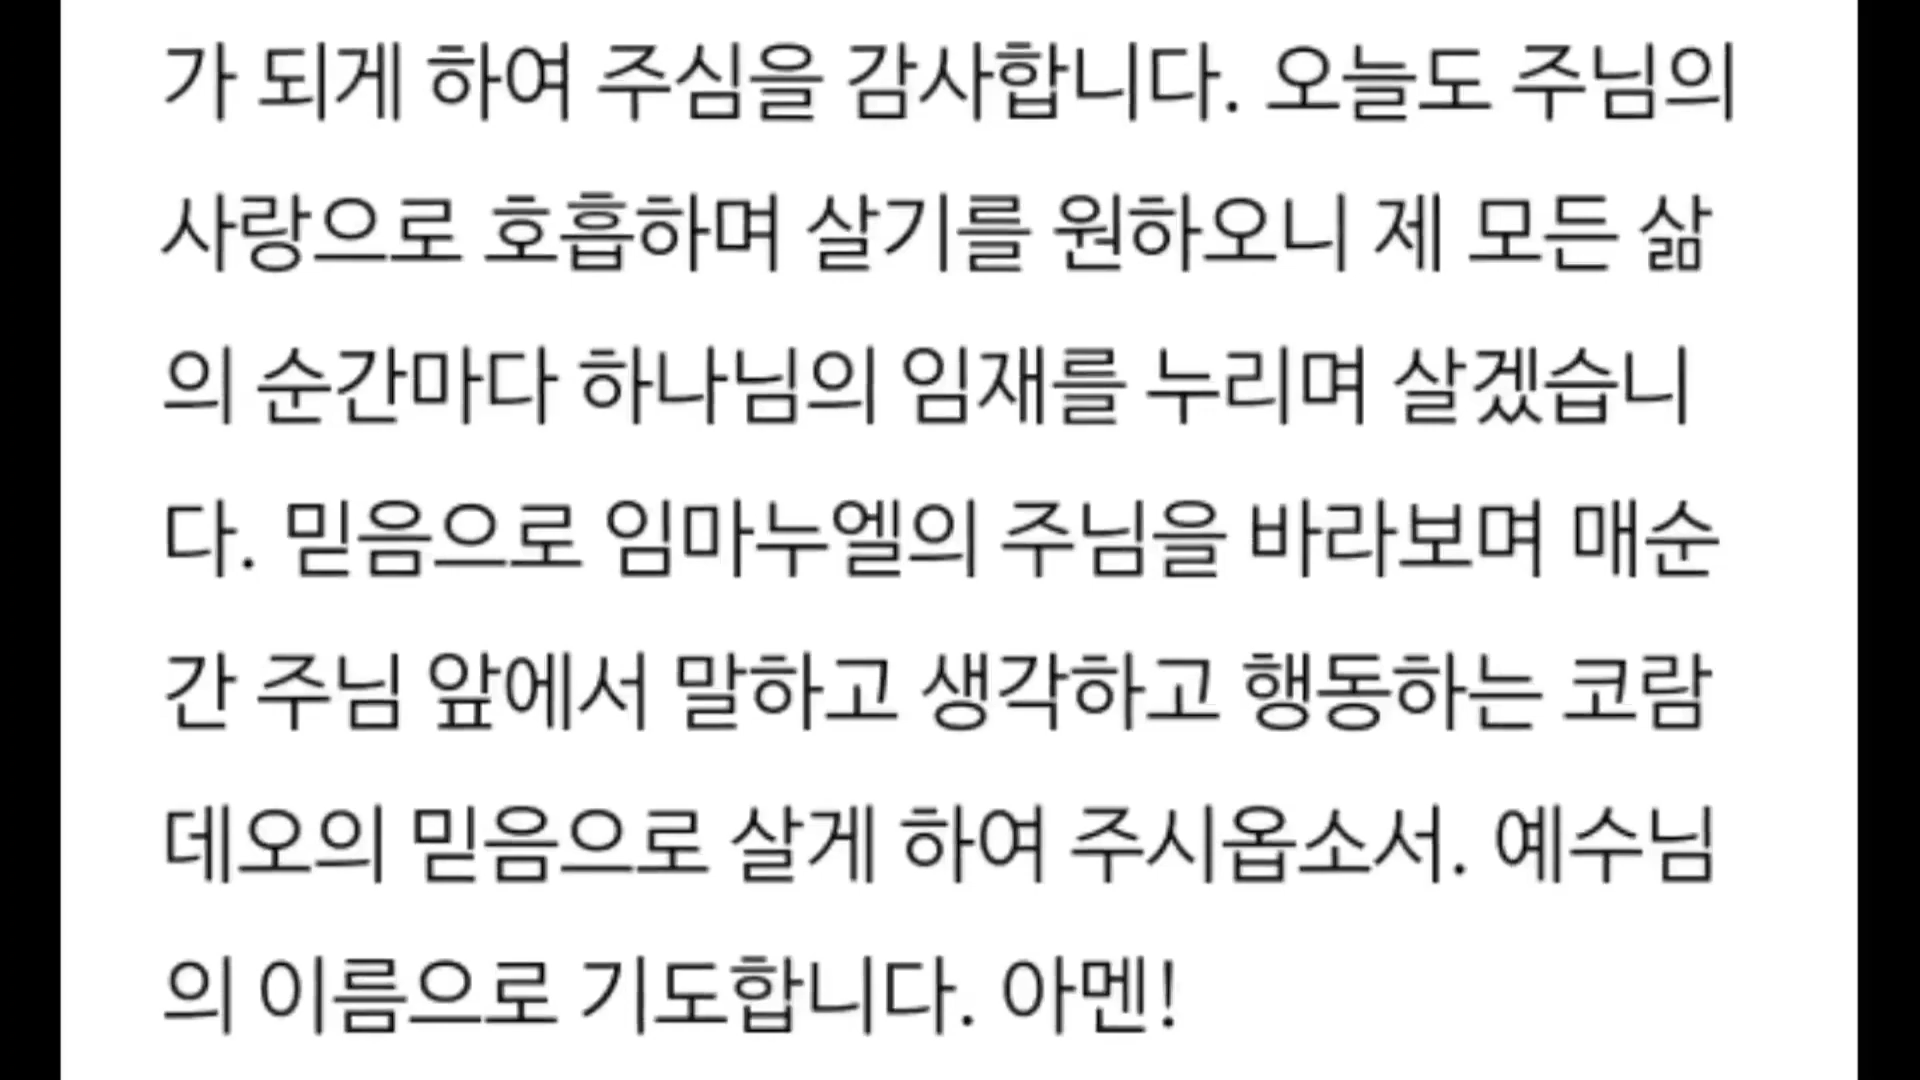 가 되게 하여 주심을 감사합니다. 오늘도 주님의
사랑으로 호흡하며 살기를 원하오니 제 모든 삶
의 순간마다 하나님의 임재를 누리며 살겠습니
다. 믿음으로 임마누엘의 주님을 바라보며 매순
간 주님 앞에서 말하고 생각하고 행동하는 코람
데오의 믿음으로 살게 하여 주시옵소서. 예수님
의 이름으로 기도합니다. 아멘!